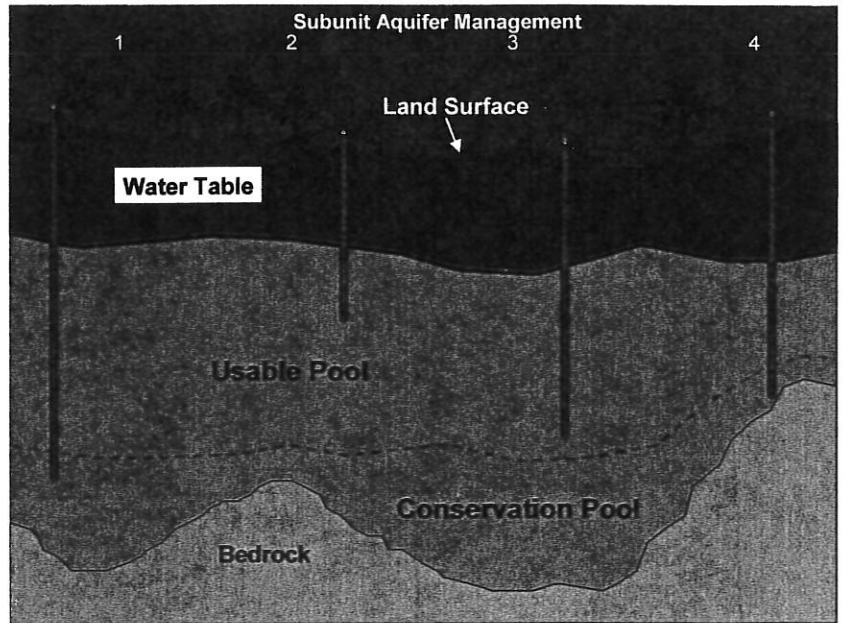 Subunit Aquifer Management
1 2 3 4
Land Surface
Water Table
Usable Pool
Conservation Pool
Bedrock